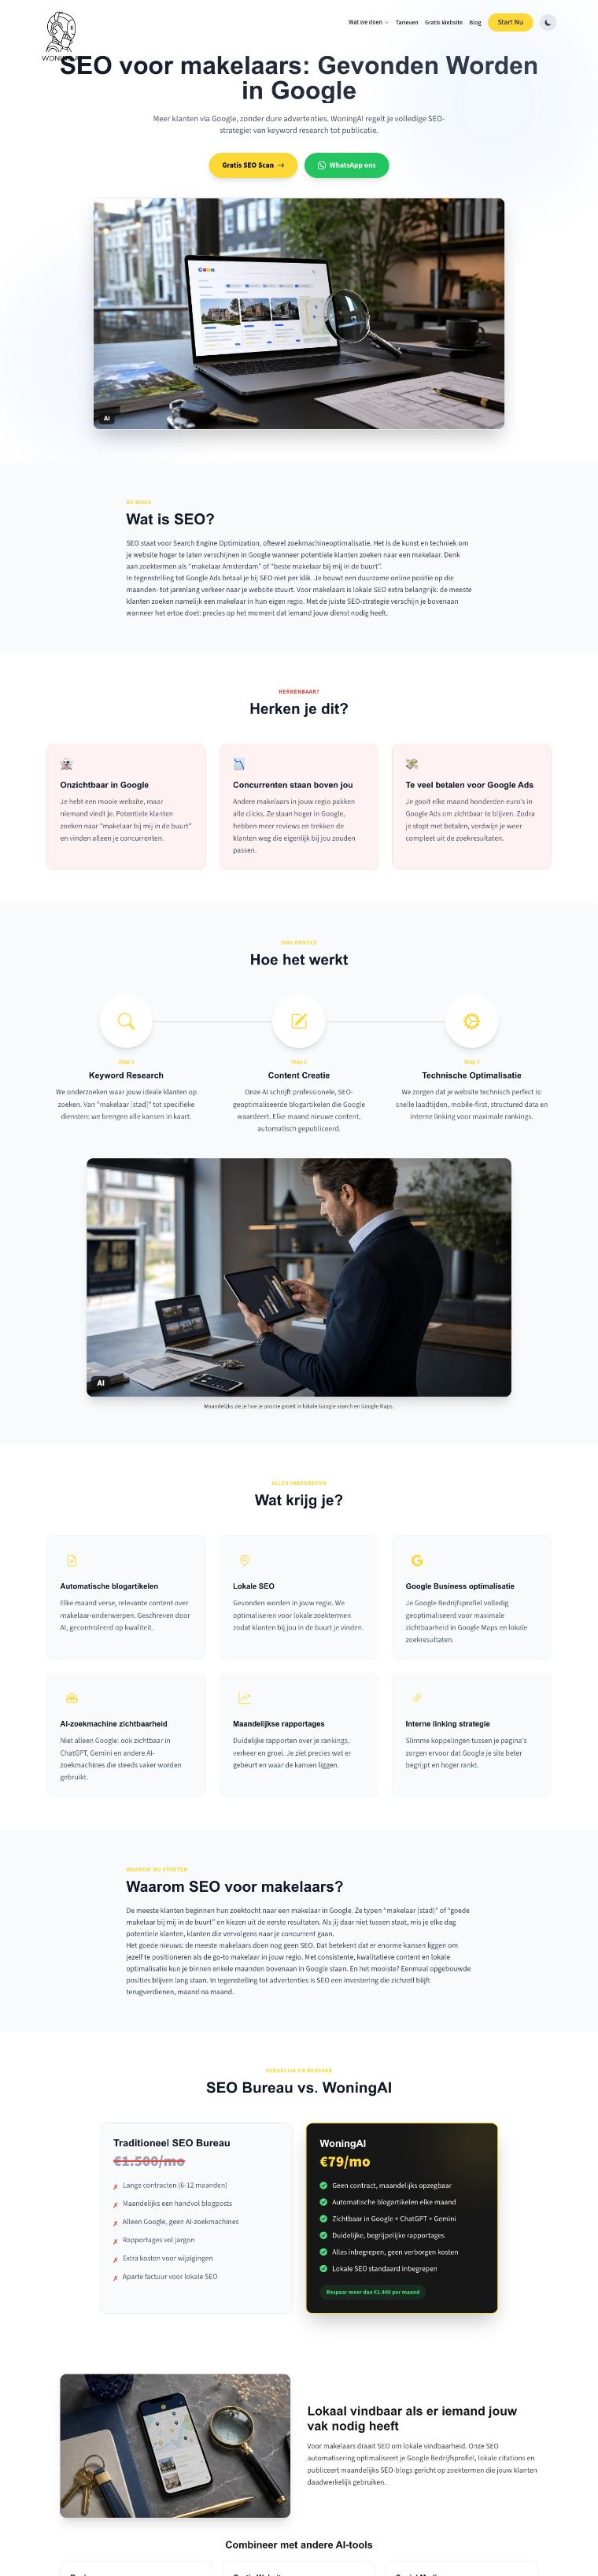 Wat we doen
Tarieven
Gratis Website
Blog
Start Nu
SEO voor makelaars: Gevonden Worden
in Google
Meer klanten via Google, zonder dure advertenties. WoningAI regelt je volledige SEO-
strategie: van keyword research tot publicatie.
Gratis SEO Scan →
WhatsApp ons
AI
DE BASIS
Wat is SEO?
SEO staat voor Search Engine Optimization, oftewel zoekmachineoptimalisatie. Het is de kunst en techniek om
je website hoger te laten verschijnen in Google wanneer potentiële klanten zoeken naar een makelaar. Denk
aan zoektermen als "makelaar Amsterdam" of "beste makelaar bij mij in de buurt".
In tegenstelling tot Google Ads betaal je bij SEO niet per klik. Je bouwt een duurzame online positie op die
maanden- tot jarenlang verkeer naar je website stuurt. Voor makelaars is lokale SEO extra belangrijk: de meeste
klanten zoeken namelijk een makelaar in hun eigen regio. Met de juiste SEO-strategie verschijn je bovenaan
wanneer het ertoe doet: precies op het moment dat iemand jouw dienst nodig heeft.
HERKENBAAR?
Herken je dit?
Onzichtbaar in Google
Je hebt een mooie website, maar
niemand vindt je. Potentiële klanten
zoeken naar "makelaar bij mij in de buurt"
en vinden alleen je concurrenten.
Concurrenten staan boven jou
Andere makelaars in jouw regio pakken
alle clicks. Ze staan hoger in Google,
hebben meer reviews en trekken de
klanten weg die eigenlijk bij jou zouden
passen.
Te veel betalen voor Google Ads
Je gooit elke maand honderden euro's in
Google Ads om zichtbaar te blijven. Zodra
je stopt met betalen, verdwijn je weer
compleet uit de zoekresultaten.
ONS PROCES
Hoe het werkt
Stap 1
Keyword Research
We onderzoeken waar jouw ideale klanten op
zoeken. Van "makelaar [stad]" tot specifieke
diensten: we brengen alle kansen in kaart.
Stap 2
Content Creatie
Onze AI schrijft professionele, SEO-
geoptimaliseerde blogartikelen die Google
waardeert. Elke maand nieuwe content,
automatisch gepubliceerd.
Stap 3
Technische Optimalisatie
We zorgen dat je website technisch perfect is:
snelle laadtijden, mobile-first, structured data en
interne linking voor maximale rankings.
AI
Maandelijks zie je hoe je positie groeit in lokale Google search en Google Maps.
ALLES INBEGREPEN
Wat krijg je?
Automatische blogartikelen
Elke maand verse, relevante content over
makelaar-onderwerpen. Geschreven door
AI, gecontroleerd op kwaliteit.
Lokale SEO
Gevonden worden in jouw regio. We
optimaliseren voor lokale zoektermen
zodat klanten bij jou in de buurt je vinden.
Google Business optimalisatie
Je Google Bedrijfsprofiel volledig
geoptimaliseerd voor maximale
zichtbaarheid in Google Maps en lokale
zoekresultaten.
AI-zoekmachine zichtbaarheid
Niet alleen Google: ook zichtbaar in
ChatGPT, Gemini en andere AI-
zoekmachines die steeds vaker worden
gebruikt.
Maandelijkse rapportages
Duidelijke rapporten over je rankings,
verkeer en groei. Je ziet precies wat er
gebeurt en waar de kansen liggen.
Interne linking strategie
Slimme koppelingen tussen je pagina's
zorgen ervoor dat Google je site beter
begrijpt en hoger rankt.
WAAROM NU STARTEN
Waarom SEO voor makelaars?
De meeste klanten beginnen hun zoektocht naar een makelaar in Google. Ze typen "makelaar [stad]" of "goede
makelaar bij mij in de buurt" en kiezen uit de eerste resultaten. Als jij daar niet tussen staat, mis je elke dag
potentiële klanten, klanten die vervolgens naar je concurrent gaan.
Het goede nieuws: de meeste makelaars doen nog geen SEO. Dat betekent dat er enorme kansen liggen om
jezelf te positioneren als de go-to makelaar in jouw regio. Met consistente, kwalitatieve content en lokale
optimalisatie kun je binnen enkele maanden bovenaan in Google staan. En het mooiste? Eenmaal opgebouwde
posities blijven lang staan. In tegenstelling tot advertenties is SEO een investering die zichzelf blijft
terugverdienen, maand na maand.
VERGELIJK EN BESPAAR
SEO Bureau vs. WoningAI
Traditioneel SEO Bureau
€1.500/mo
✗ Lange contracten (6-12 maanden)
✗ Maandelijks een handvol blogposts
✗ Alleen Google, geen AI-zoekmachines
✗ Rapportages vol jargon
✗ Extra kosten voor wijzigingen
✗ Aparte factuur voor lokale SEO
WoningAI
€79/mo
Geen contract, maandelijks opzegbaar
Automatische blogartikelen elke maand
Zichtbaar in Google + ChatGPT + Gemini
Duidelijke, begrijpelijke rapportages
Alles inbegrepen, geen verborgen kosten
Lokale SEO standaard inbegrepen
Bespaar meer dan €1.400 per maand
Lokaal vindbaar als er iemand jouw
vak nodig heeft
Voor makelaars draait SEO om lokale vindbaarheid. Onze SEO
automatisering optimaliseert je Google Bedrijfsprofiel, lokale citations en
publiceert maandelijks SEO-blogs gericht op zoektermen die jouw klanten
daadwerkelijk gebruiken.
Combineer met andere AI-tools